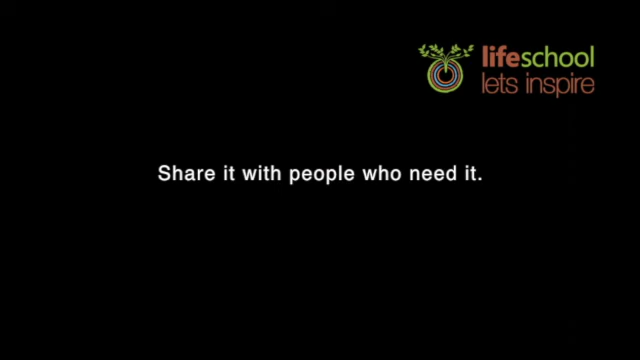 lifeschool
lets inspire
Share it with people who need it.